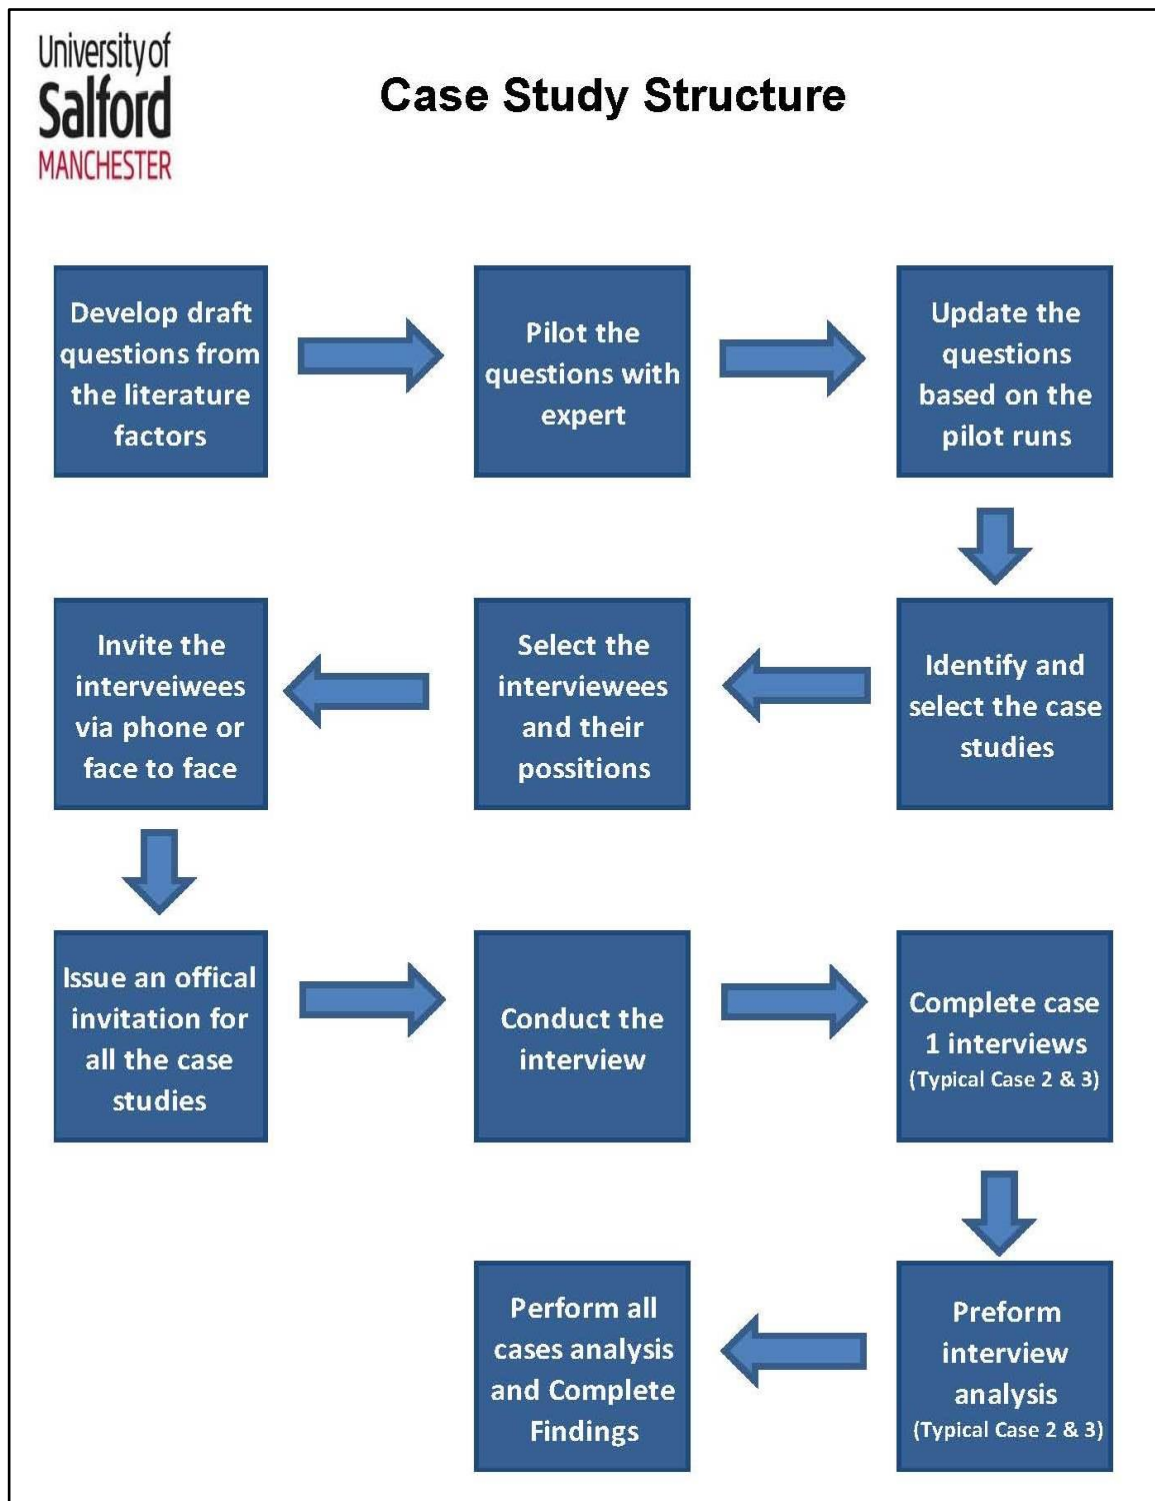 University of
Salford
MANCHESTER
Case Study Structure
Develop draft
questions from
the literature
factors
Pilot the
questions with
expert
Update the
questions
based on the
pilot runs
Identify and
select the case
studies
Select the
interviewees
and their
possitions
Invite the
interveiwees
via phone or
face to face
Issue an offical
invitation for
all the case
studies
Conduct the
interview
Complete case
1 interviews
(Typical Case 2 & 3)
Preform
interview
analysis
(Typical Case 2 & 3)
Perform all
cases analysis
and Complete
Findings